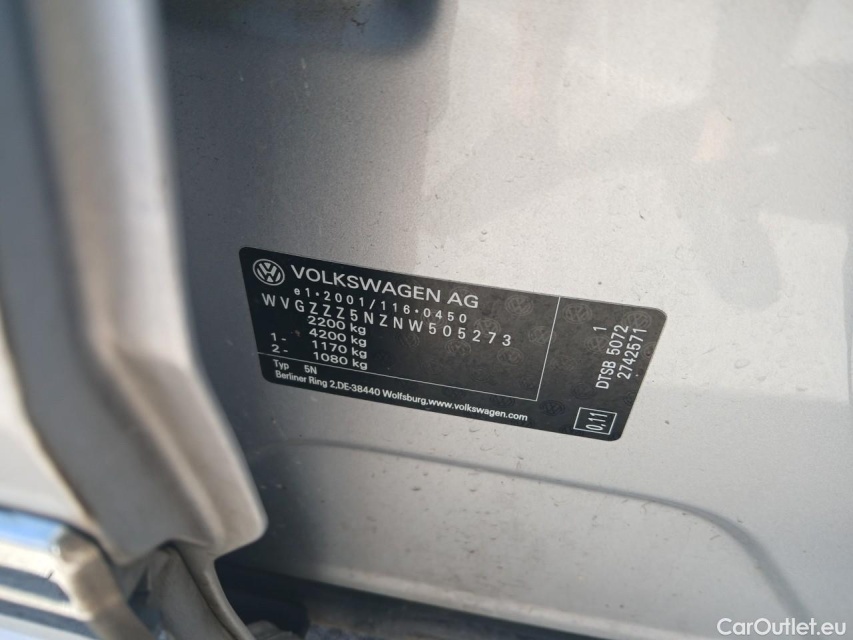 VOLKSWAGEN AG
e1*2001/116*0450
WVGZZZ5NZNW505273
2200 kg
4200 kg
1- 1170 kg
2- 1080 kg
Typ 5N
Berliner Ring 2,DE-38440 Wolfsburg,www.volkswagen.com
1
DTSB 5072
2742571
0.11
CarOutlet.eu